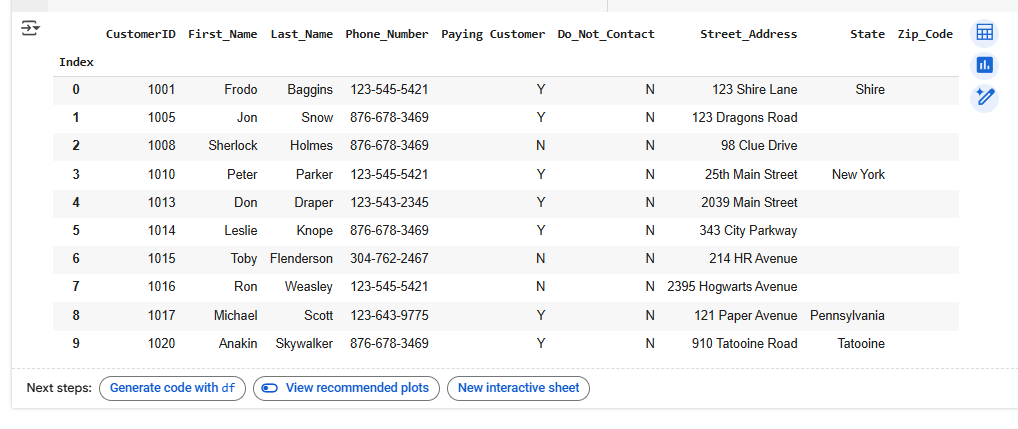 CustomerID First_Name Last_Name Phone_Number Paying Customer Do_Not_Contact Street_Address State Zip_Code
Index
0 1001 Frodo Baggins 123-545-5421 Y N 123 Shire Lane Shire
1 1005 Jon Snow 876-678-3469 Y N 123 Dragons Road
2 1008 Sherlock Holmes 876-678-3469 N N 98 Clue Drive
3 1010 Peter Parker 123-545-5421 Y N 25th Main Street New York
4 1013 Don Draper 123-543-2345 Y N 2039 Main Street
5 1014 Leslie Knope 876-678-3469 Y N 343 City Parkway
6 1015 Toby Flenderson 304-762-2467 N N 214 HR Avenue
7 1016 Ron Weasley 123-545-5421 N N 2395 Hogwarts Avenue
8 1017 Michael Scott 123-643-9775 Y N 121 Paper Avenue Pennsylvania
9 1020 Anakin Skywalker 876-678-3469 Y N 910 Tatooine Road Tatooine
Next steps: Generate code with df View recommended plots New interactive sheet